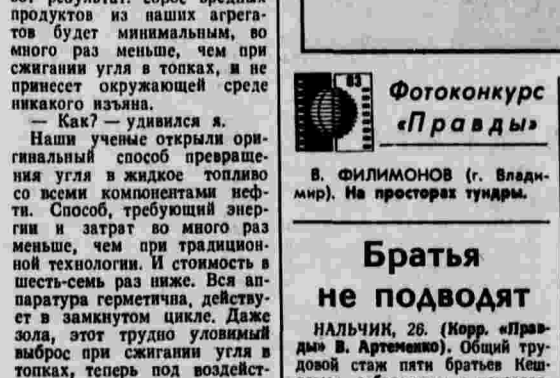 продуктов из наших агрега-
тов будет минимальным, во
много раз меньше, чем при
сжигании угля в топках, и не
принесет окружающей среде
никакого изъяна.
— Как? — удивился я.
Наши ученые открыли ори-
гинальный способ превраще-
ния угля в жидкое топливо
со всеми компонентами неф-
ти. Способ, требующий энер-
гии и затрат во много раз
меньше, чем при традицион-
ной технологии. И стоимость в
шесть-семь раз ниже. Вся ап-
паратура герметична, действу-
ет в замкнутом цикле. Даже
зола, этот трудно уловимый
выброс при сжигании угля в
топках, теперь под воздейст-
83
Фотоконкурс
«Правды»
В. ФИЛИМОНОВ (г. Влади-
мир). На просторах тундры.
Братья
не подводят
НАЛЬЧИК, 26. (Корр. «Прав-
ды» В. Артеменко). Общий тру-
довой стаж пяти братьев Кеш-